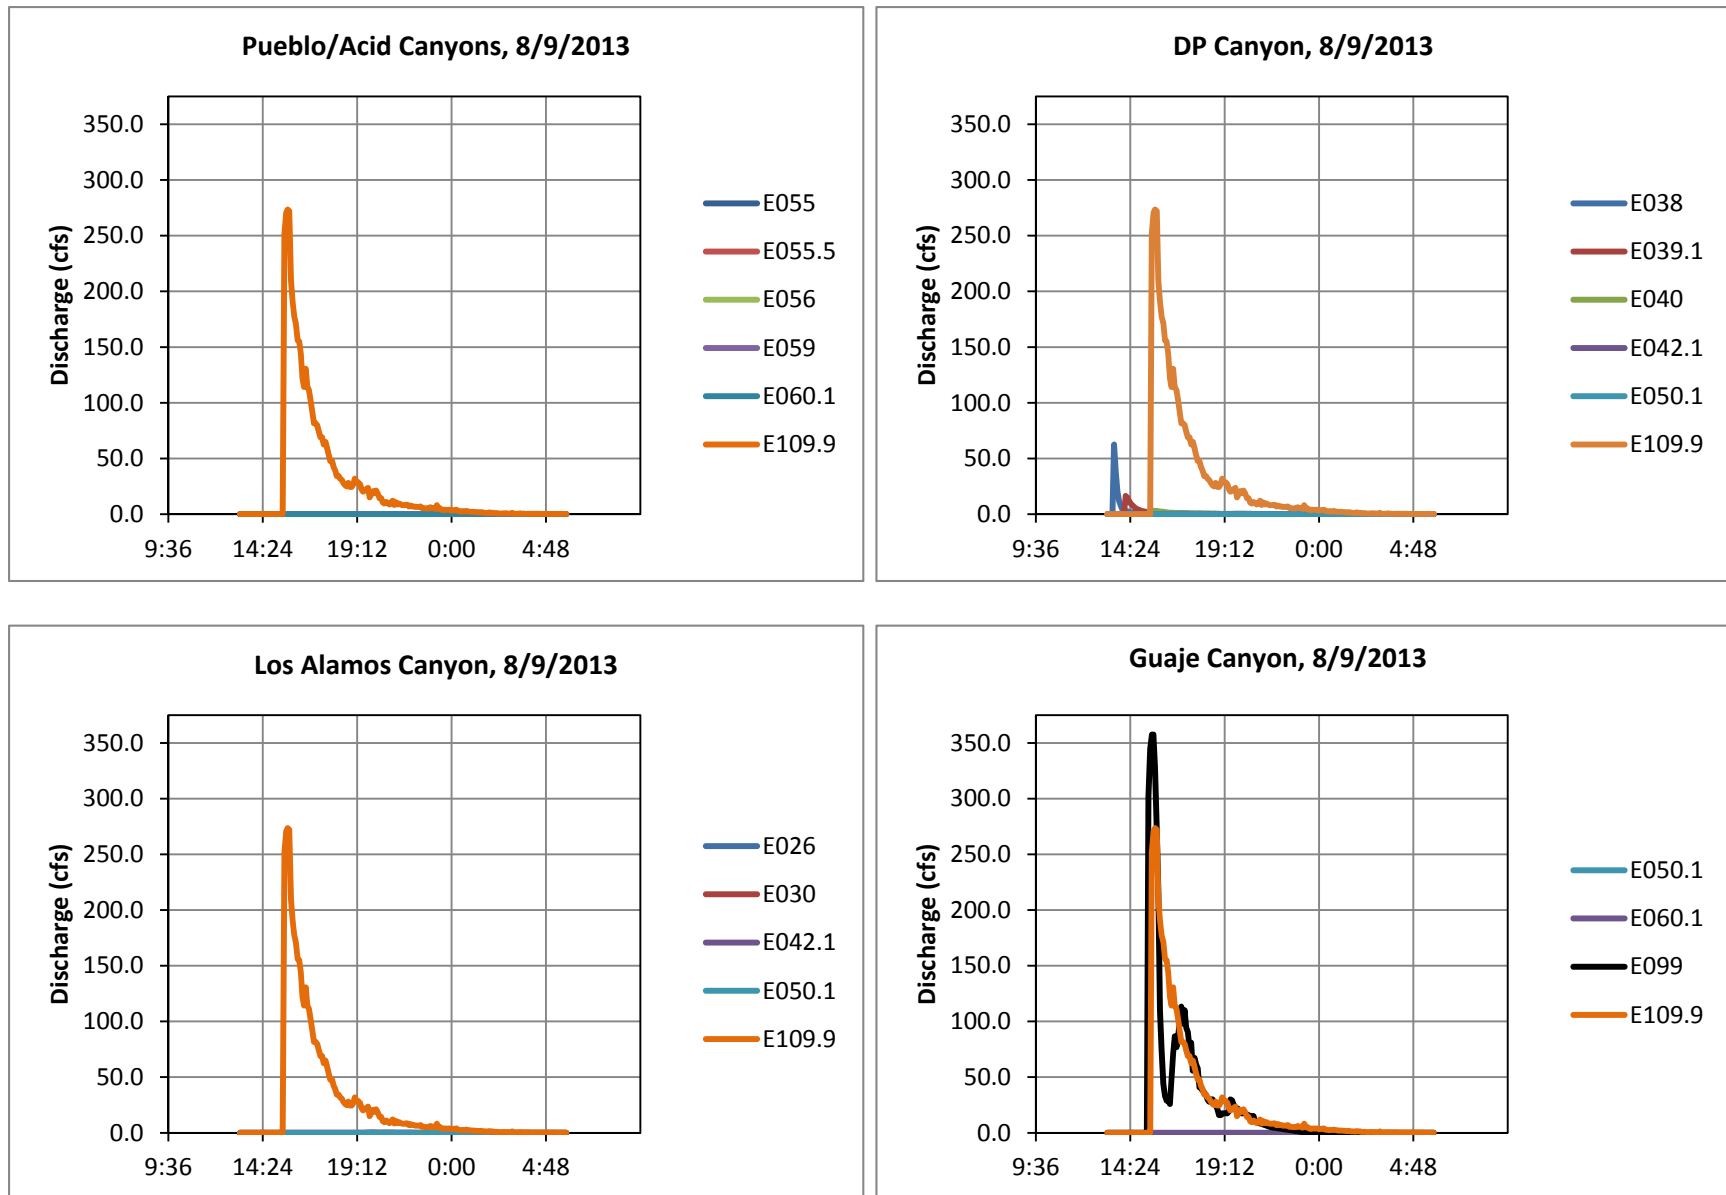 Pueblo/Acid Canyons, 8/9/2013
Discharge (cfs)
350.0
300.0
250.0
200.0
150.0
100.0
50.0
0.0
9:36 14:24 19:12 0:00 4:48
E055
E055.5
E056
E059
E060.1
E109.9
DP Canyon, 8/9/2013
Discharge (cfs)
350.0
300.0
250.0
200.0
150.0
100.0
50.0
0.0
9:36 14:24 19:12 0:00 4:48
E038
E039.1
E040
E042.1
E050.1
E109.9
Los Alamos Canyon, 8/9/2013
Discharge (cfs)
350.0
300.0
250.0
200.0
150.0
100.0
50.0
0.0
9:36 14:24 19:12 0:00 4:48
E026
E030
E042.1
E050.1
E109.9
Guaje Canyon, 8/9/2013
Discharge (cfs)
350.0
300.0
250.0
200.0
150.0
100.0
50.0
0.0
9:36 14:24 19:12 0:00 4:48
E050.1
E060.1
E099
E109.9